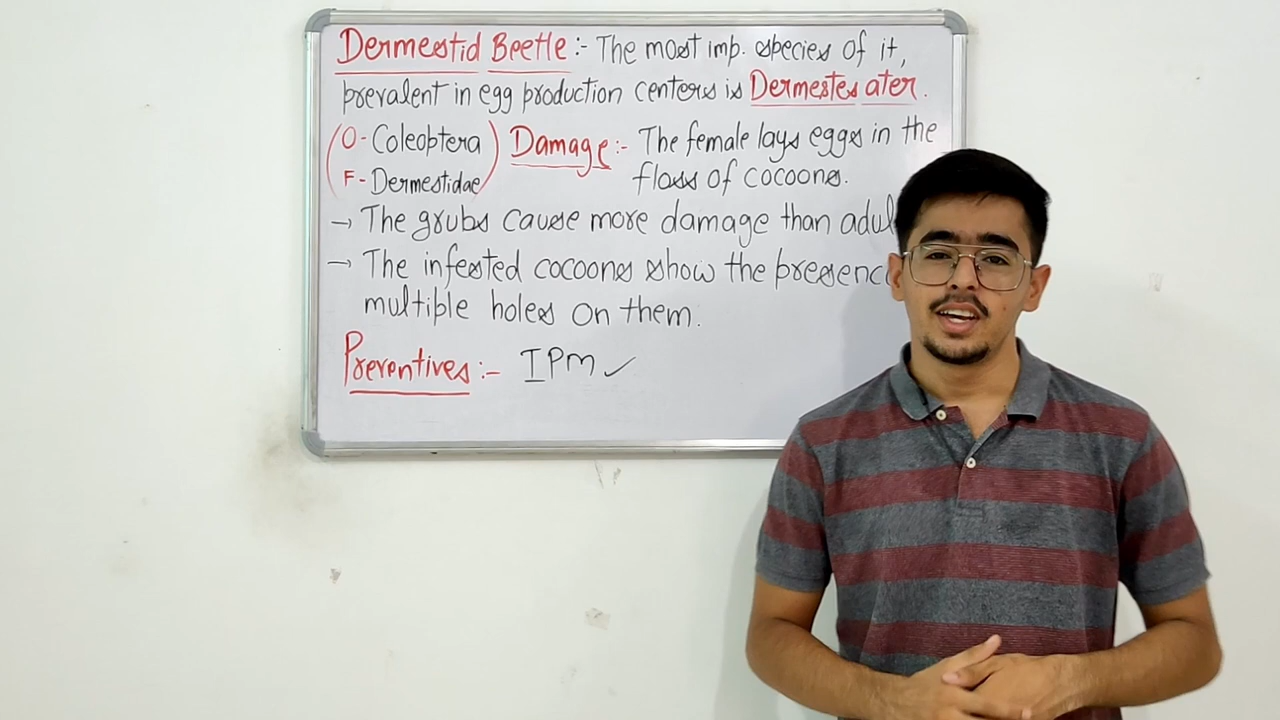 Dermestid Beetle :- The most imp. species of it,
prevalent in egg production centers is Dermestes ater.
(O - Coleoptera
F - Dermestidae)
Damage :- The female lays eggs in the
floss of cocoons.
→ The grubs cause more damage than
→ The infested cocoons show the
multiple holes on them.
Preventives :- IPM ✓